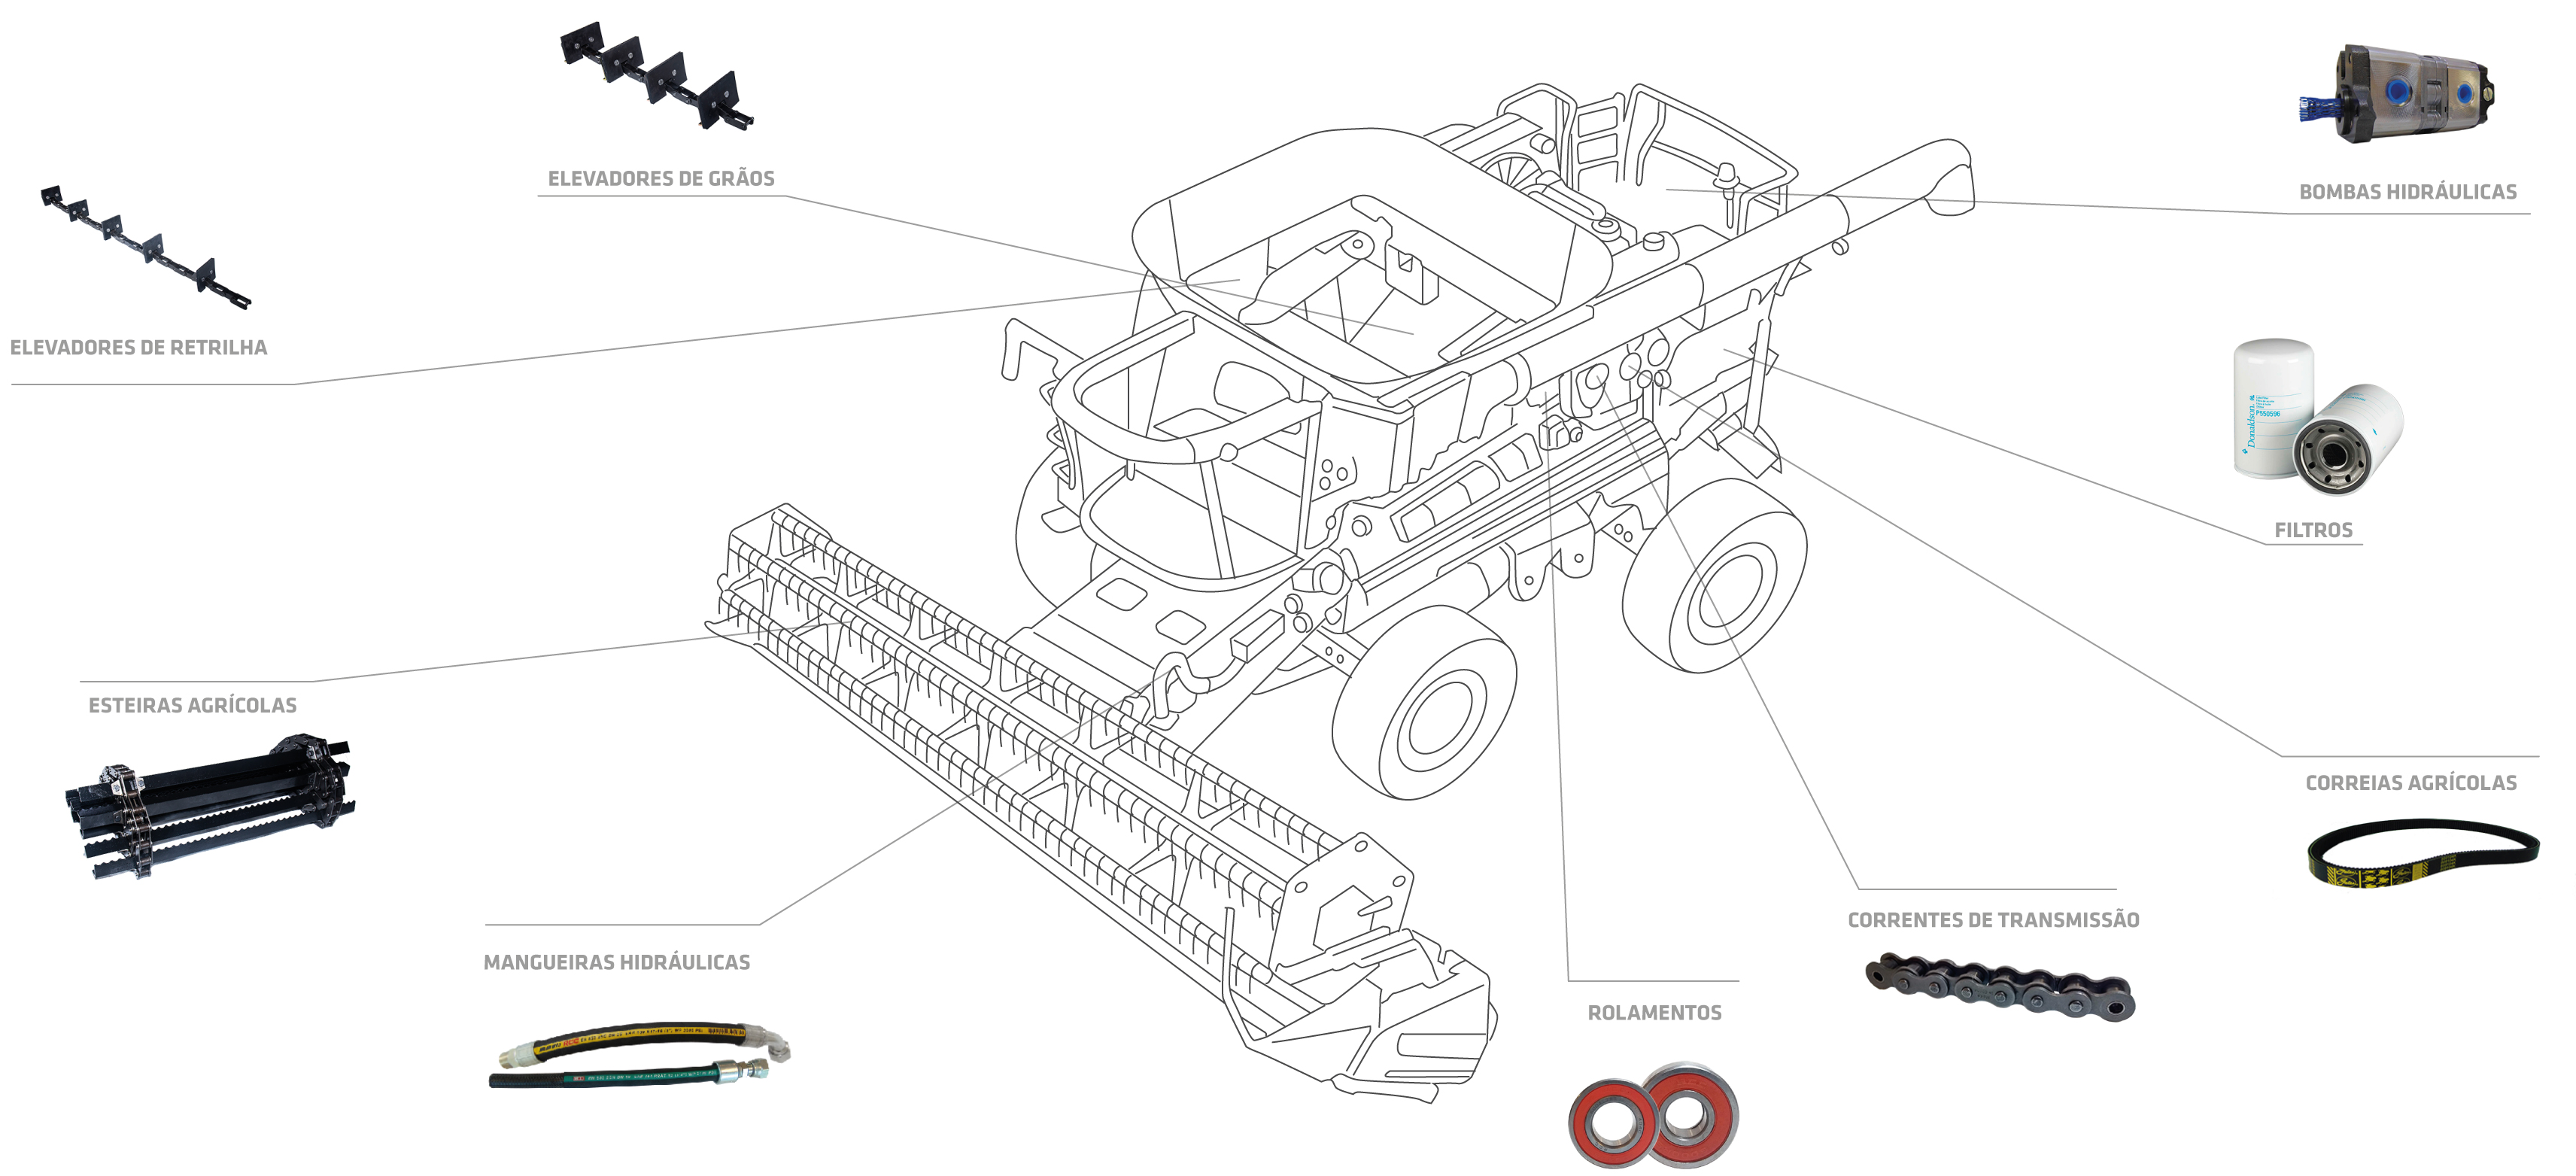 ELEVADORES DE GRÃOS
BOMBAS HIDRÁULICAS
ELEVADORES DE RETRILHA
Donaldson.
P550596
FILTROS
ESTEIRAS AGRÍCOLAS
CORREIAS AGRÍCOLAS
CORRENTES DE TRANSMISSÃO
MANGUEIRAS HIDRÁULICAS
ROLAMENTOS